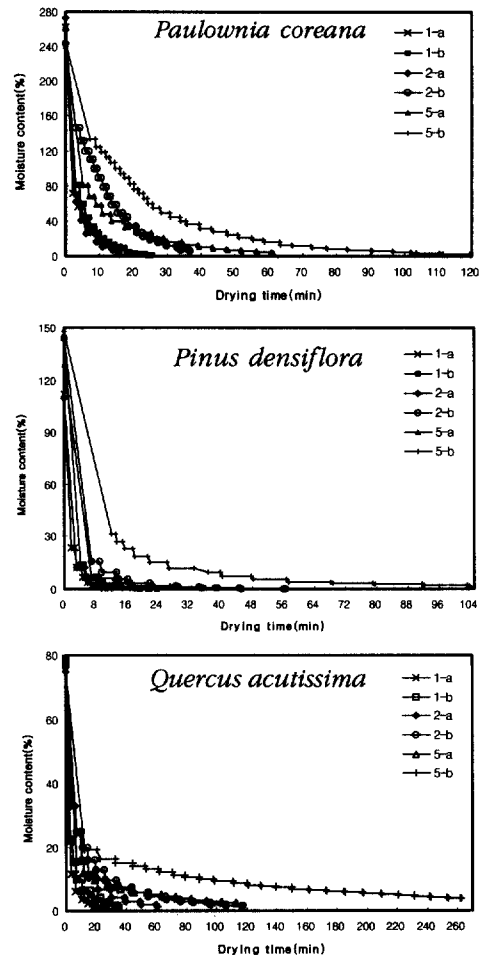 Paulownia coreana
Moisture content(%)
280
240
200
160
120
80
40
0
0 10 20 30 40 50 60 70 80 90 100 110 120
Drying time(min)
1-a
1-b
2-a
2-b
5-a
5-b
Pinus densiflora
Moisture content(%)
150
120
90
60
30
0
0 8 16 24 32 40 48 56 64 72 80 88 96 104
Drying time(min)
1-a
1-b
2-a
2-b
5-a
5-b
Quercus acutissima
Moisture content(%)
80
60
40
20
0
0 20 40 60 80 100 120 140 160 180 200 220 240 260
Drying time(min)
1-a
1-b
2-a
2-b
5-a
5-b